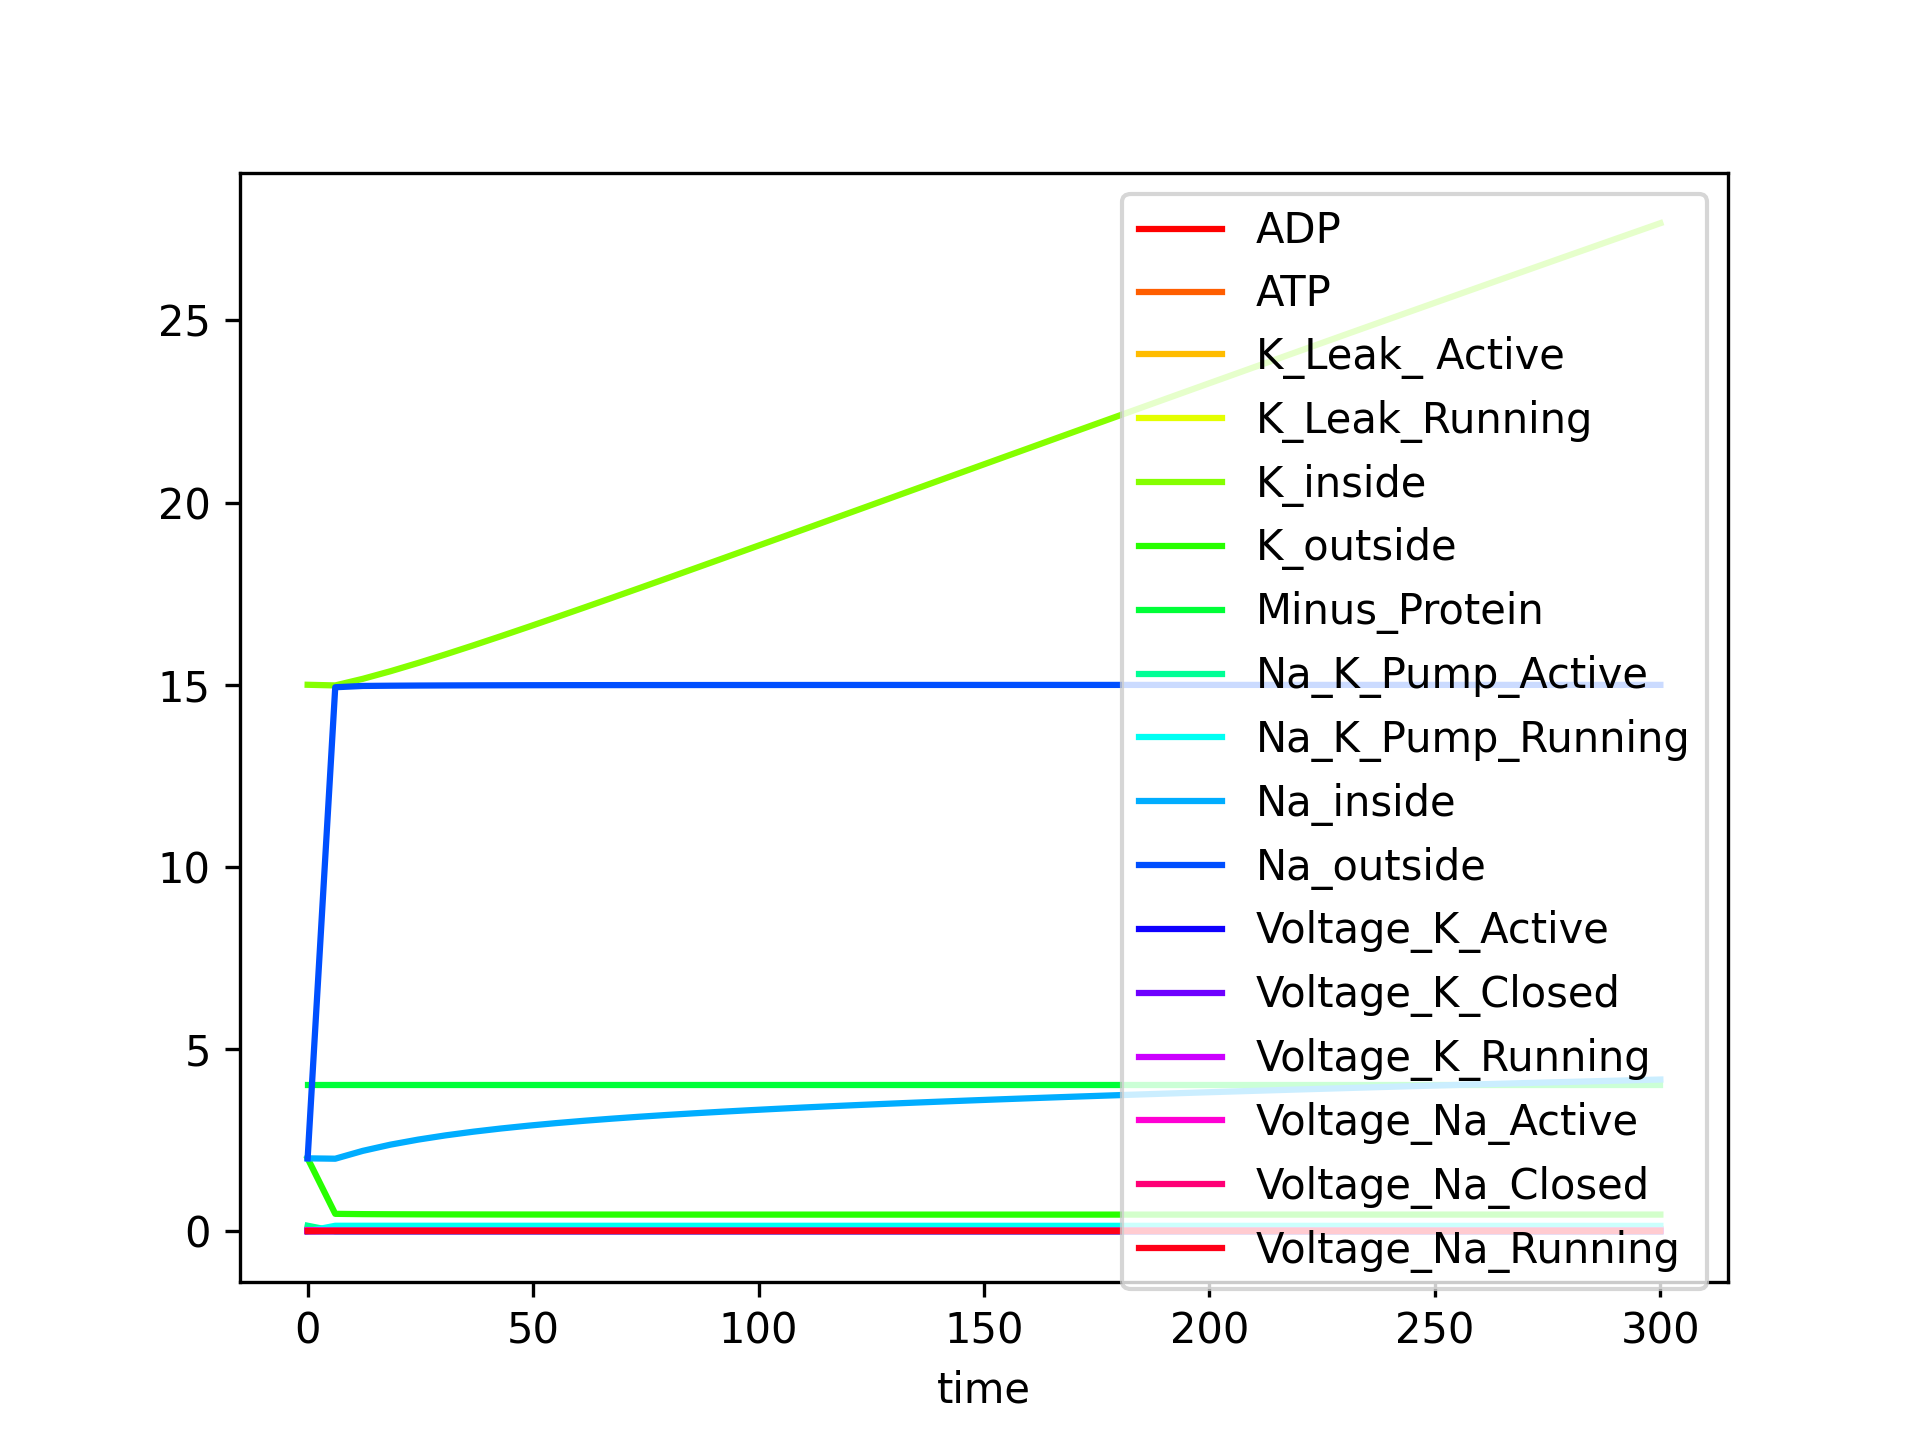 25
20
15
10
5
0
0 50 100 150 200 250 300
time
ADP
ATP
K_Leak_ Active
K_Leak_Running
K_inside
K_outside
Minus_Protein
Na_K_Pump_Active
Na_K_Pump_Running
Na_inside
Na_outside
Voltage_K_Active
Voltage_K_Closed
Voltage_K_Running
Voltage_Na_Active
Voltage_Na_Closed
Voltage_Na_Running